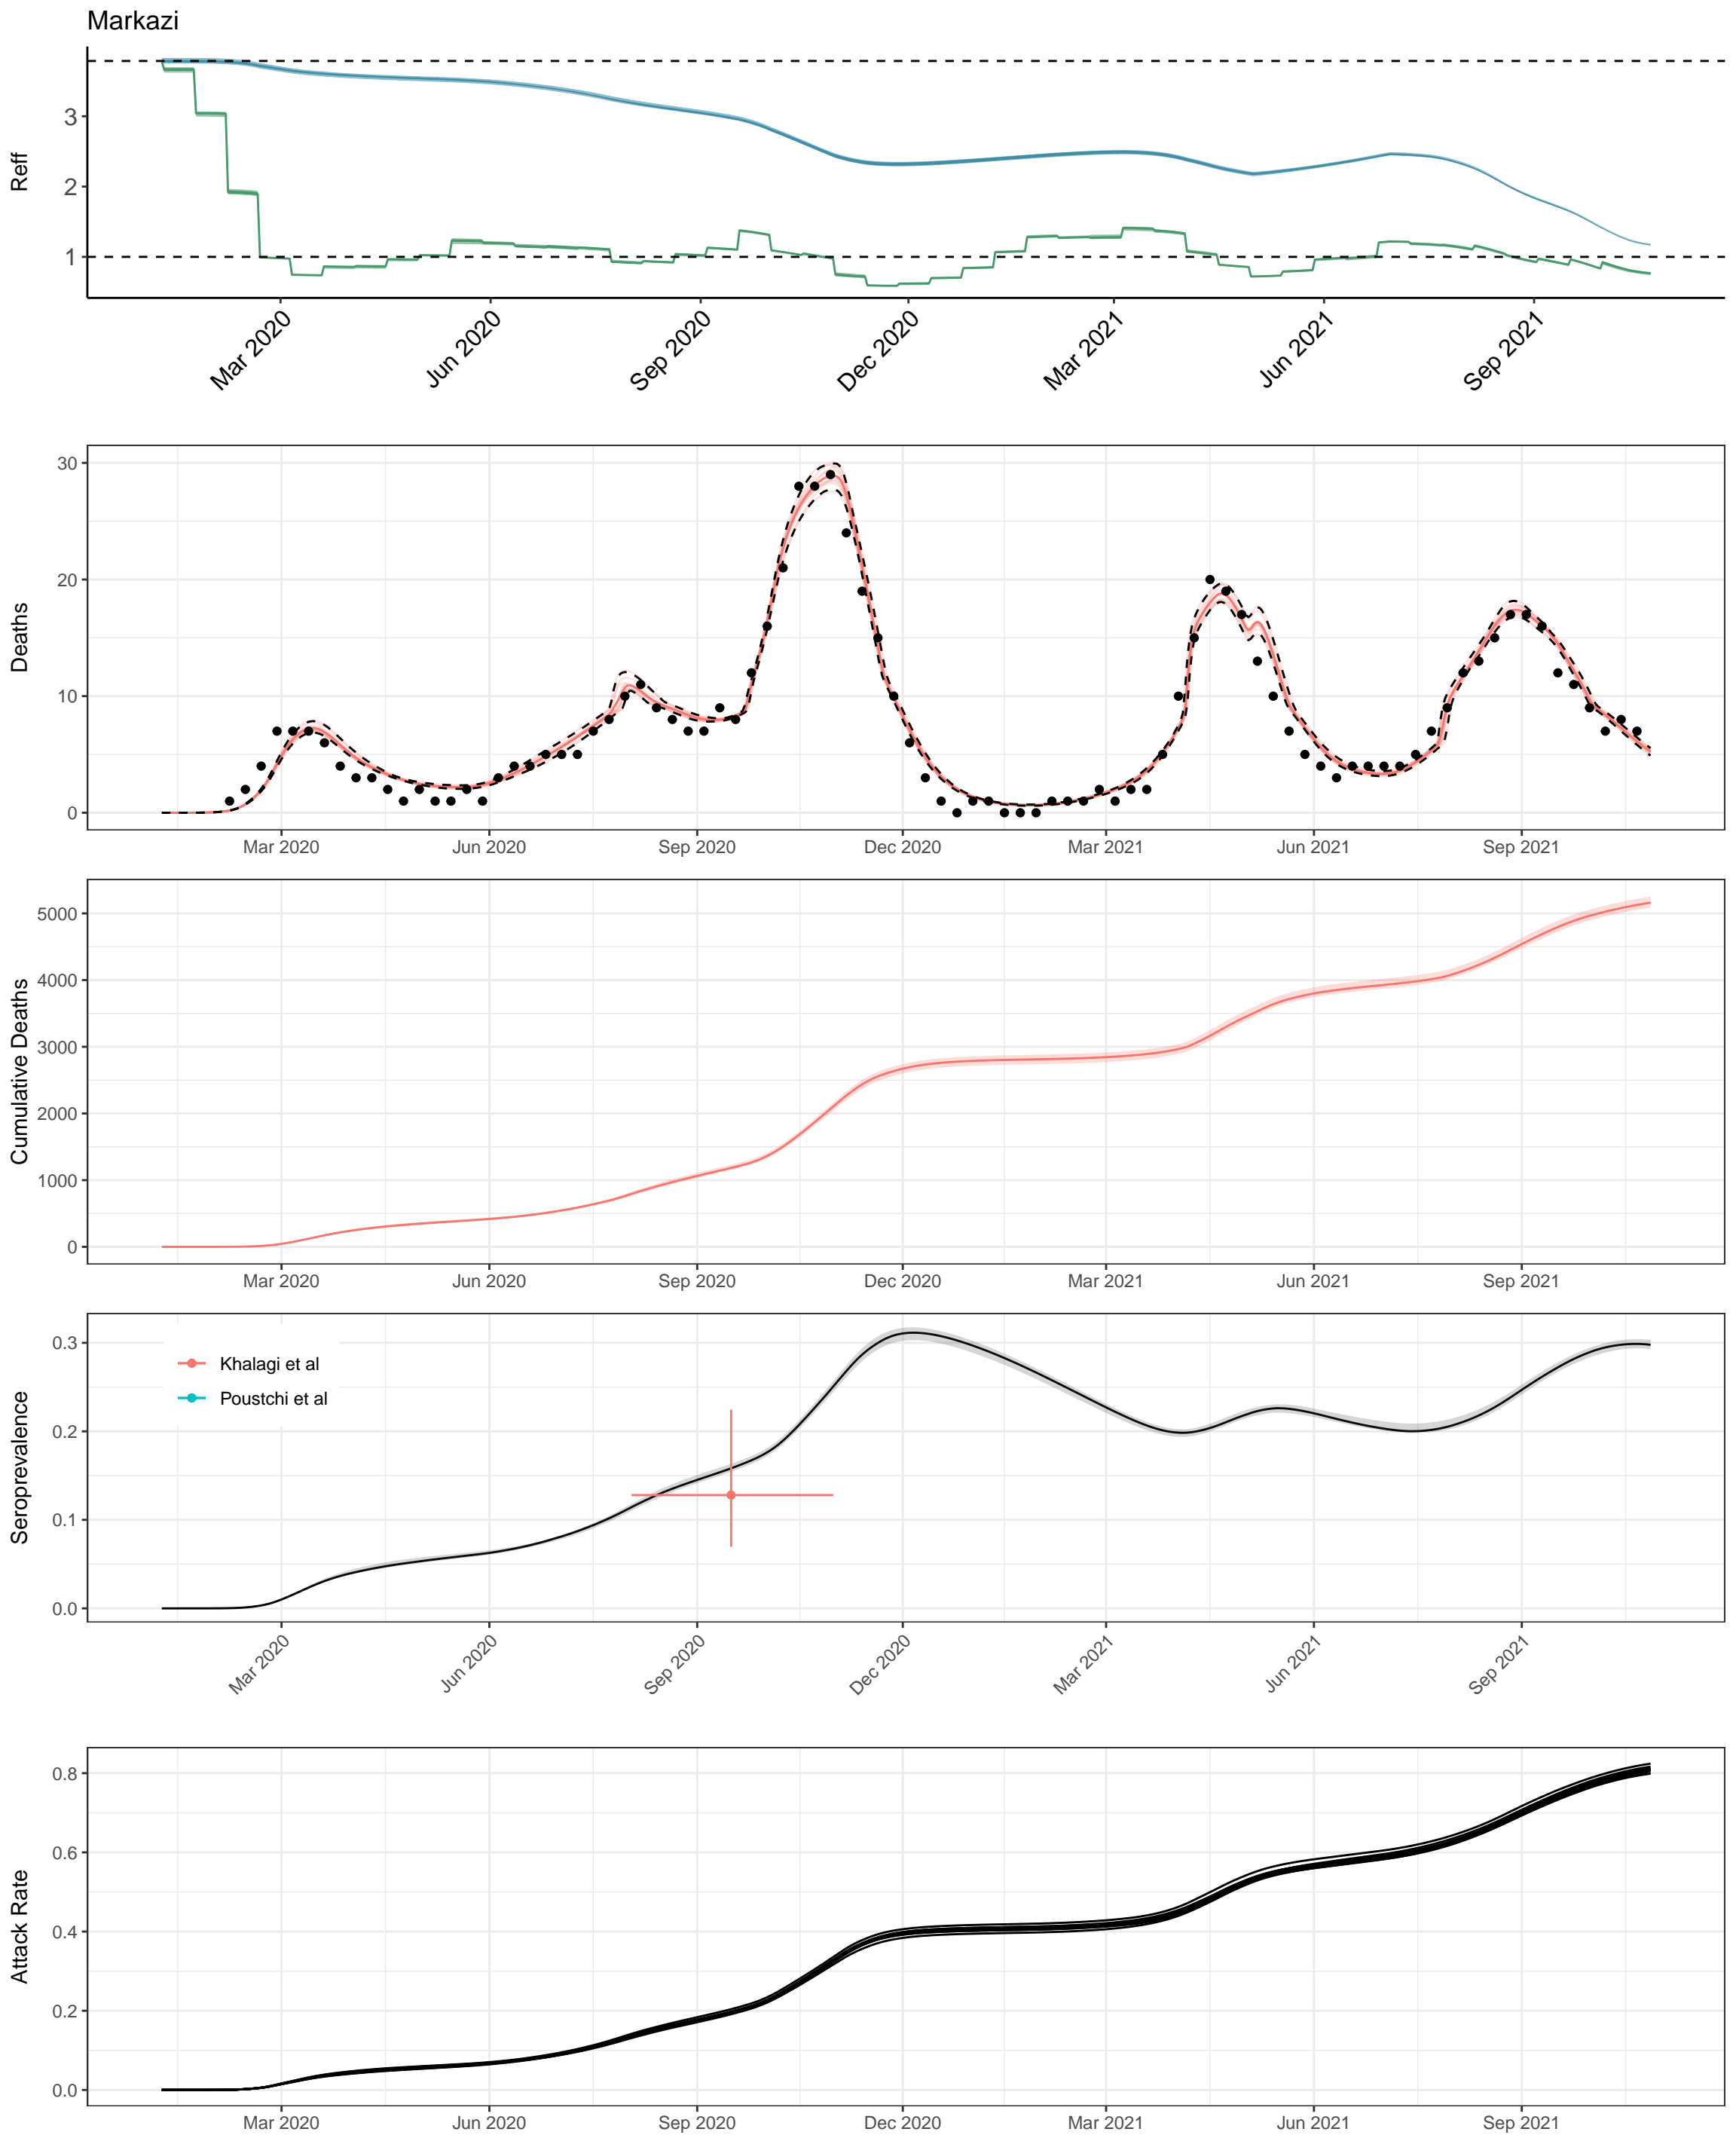 Markazi
Reff
3
2
1
Mar 2020
Jun 2020
Sep 2020
Dec 2020
Mar 2021
Jun 2021
Sep 2021
Deaths
30
20
10
0
Mar 2020
Jun 2020
Sep 2020
Dec 2020
Mar 2021
Jun 2021
Sep 2021
Cumulative Deaths
5000
4000
3000
2000
1000
0
Mar 2020
Jun 2020
Sep 2020
Dec 2020
Mar 2021
Jun 2021
Sep 2021
Seroprevalence
0.3
0.2
0.1
0.0
Khalagi et al
Poustchi et al
Mar 2020
Jun 2020
Sep 2020
Dec 2020
Mar 2021
Jun 2021
Sep 2021
Attack Rate
0.8
0.6
0.4
0.2
0.0
Mar 2020
Jun 2020
Sep 2020
Dec 2020
Mar 2021
Jun 2021
Sep 2021